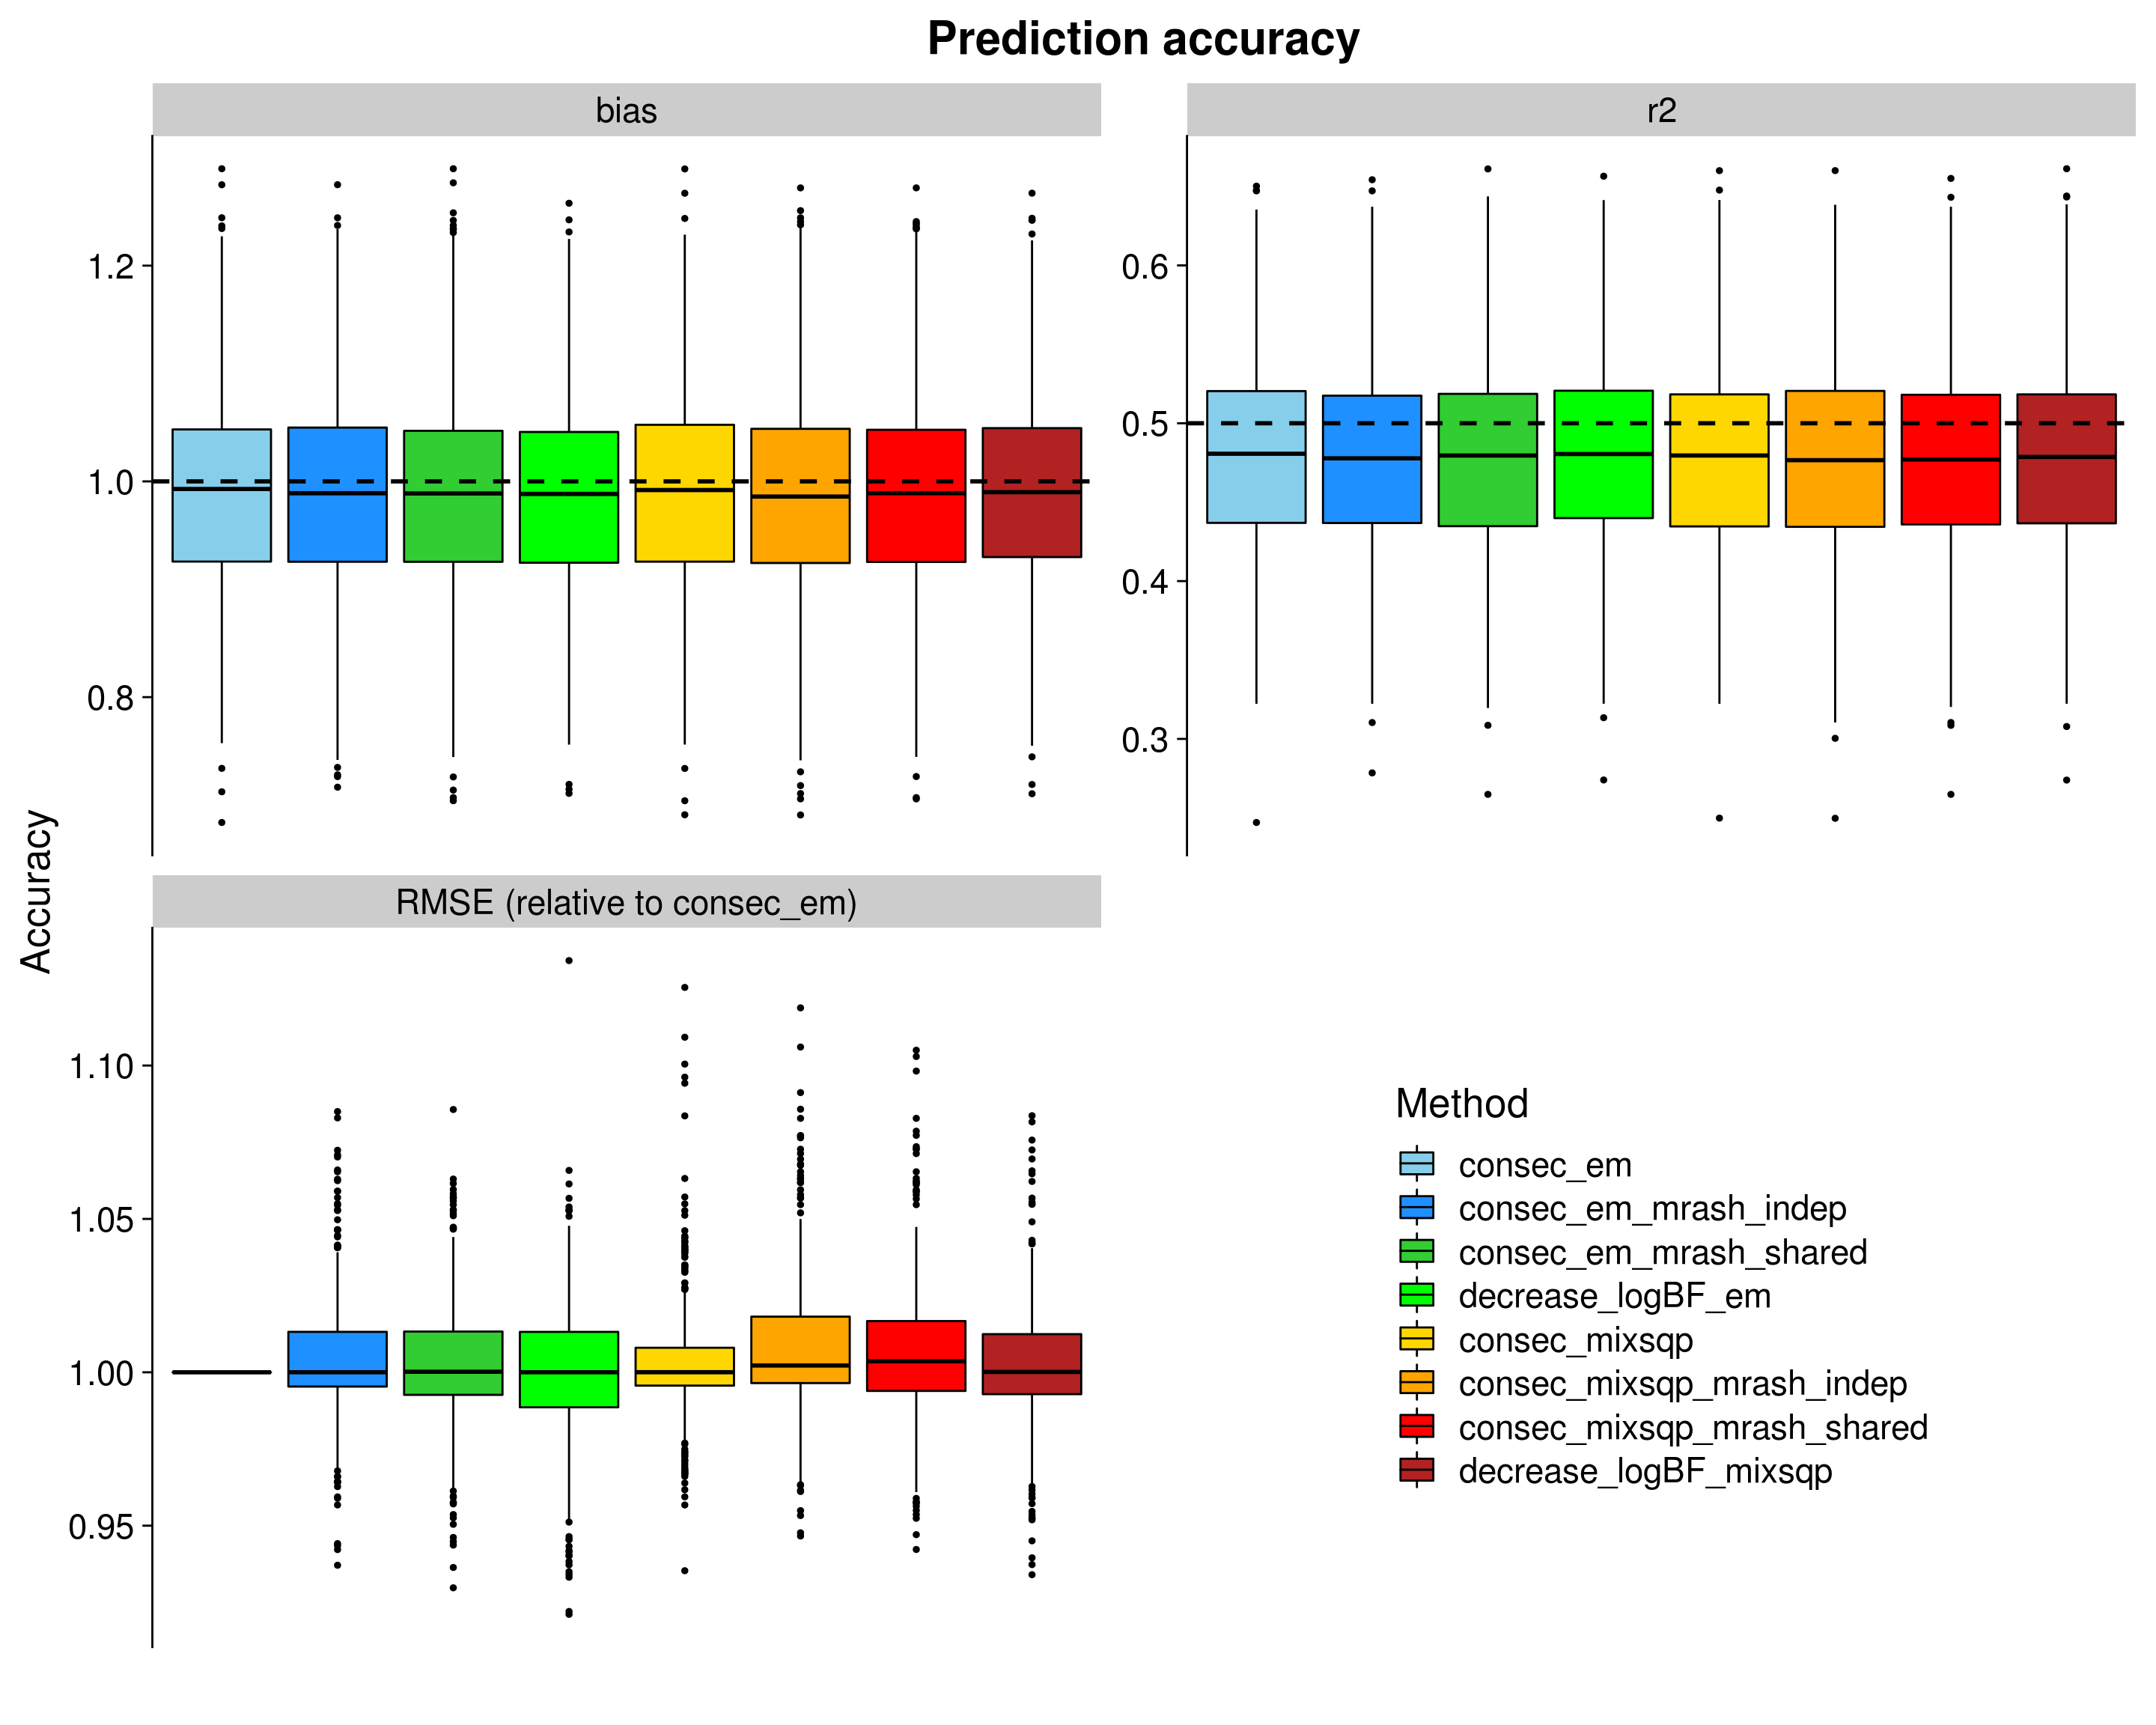 Prediction accuracy
bias
r2
1.2
1.0
0.8
0.6
0.5
0.4
0.3
Accuracy
RMSE (relative to consec_em)
1.10
1.05
1.00
0.95
Method
consec_em
consec_em_mrash_indep
consec_em_mrash_shared
decrease_logBF_em
consec_mixsqp
consec_mixsqp_mrash_indep
consec_mixsqp_mrash_shared
decrease_logBF_mixsqp